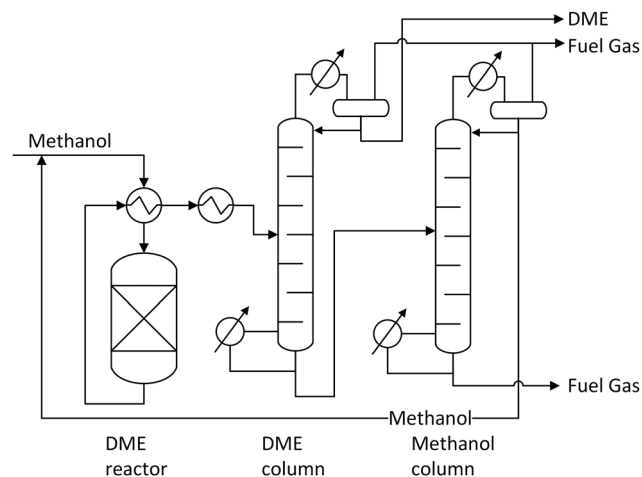 DME
Fuel Gas
Methanol
Fuel Gas
Methanol
DME
reactor
DME
column
Methanol
column